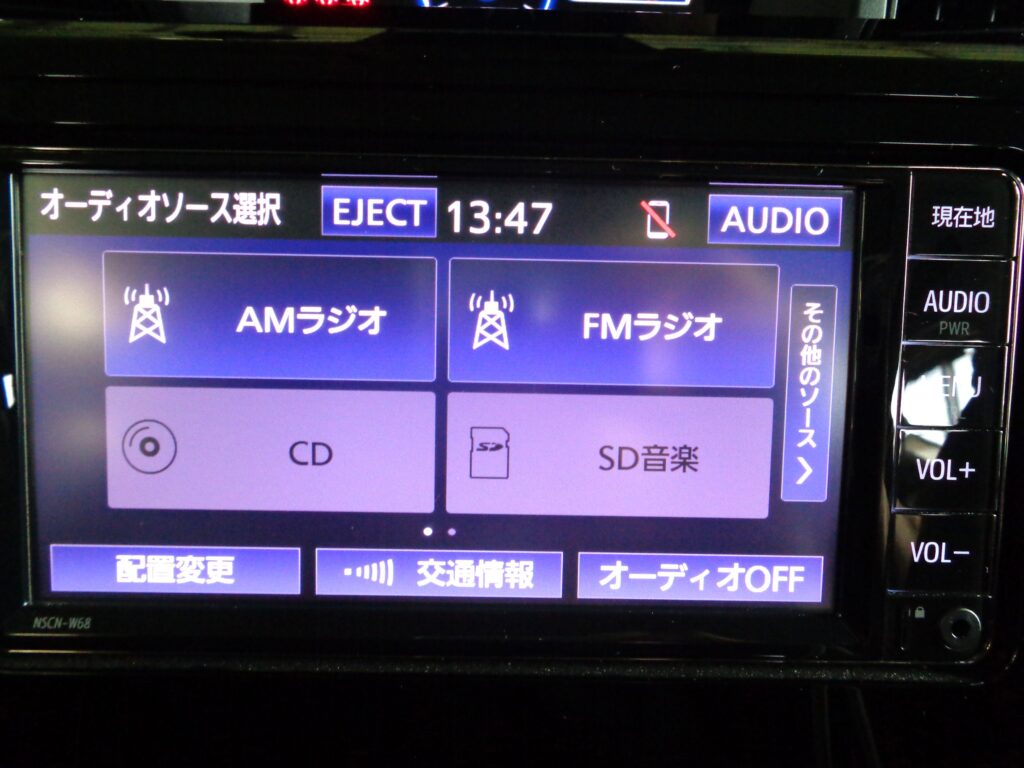 オーディオソース選択
EJECT
13:47
AUDIO
AMラジオ
FMラジオ
その他のソース
CD
SD音楽
配置変更
交通情報
オーディオOFF
NSCN-W68
現在地
AUDIO
PWR
MENU
VOL+
VOL-